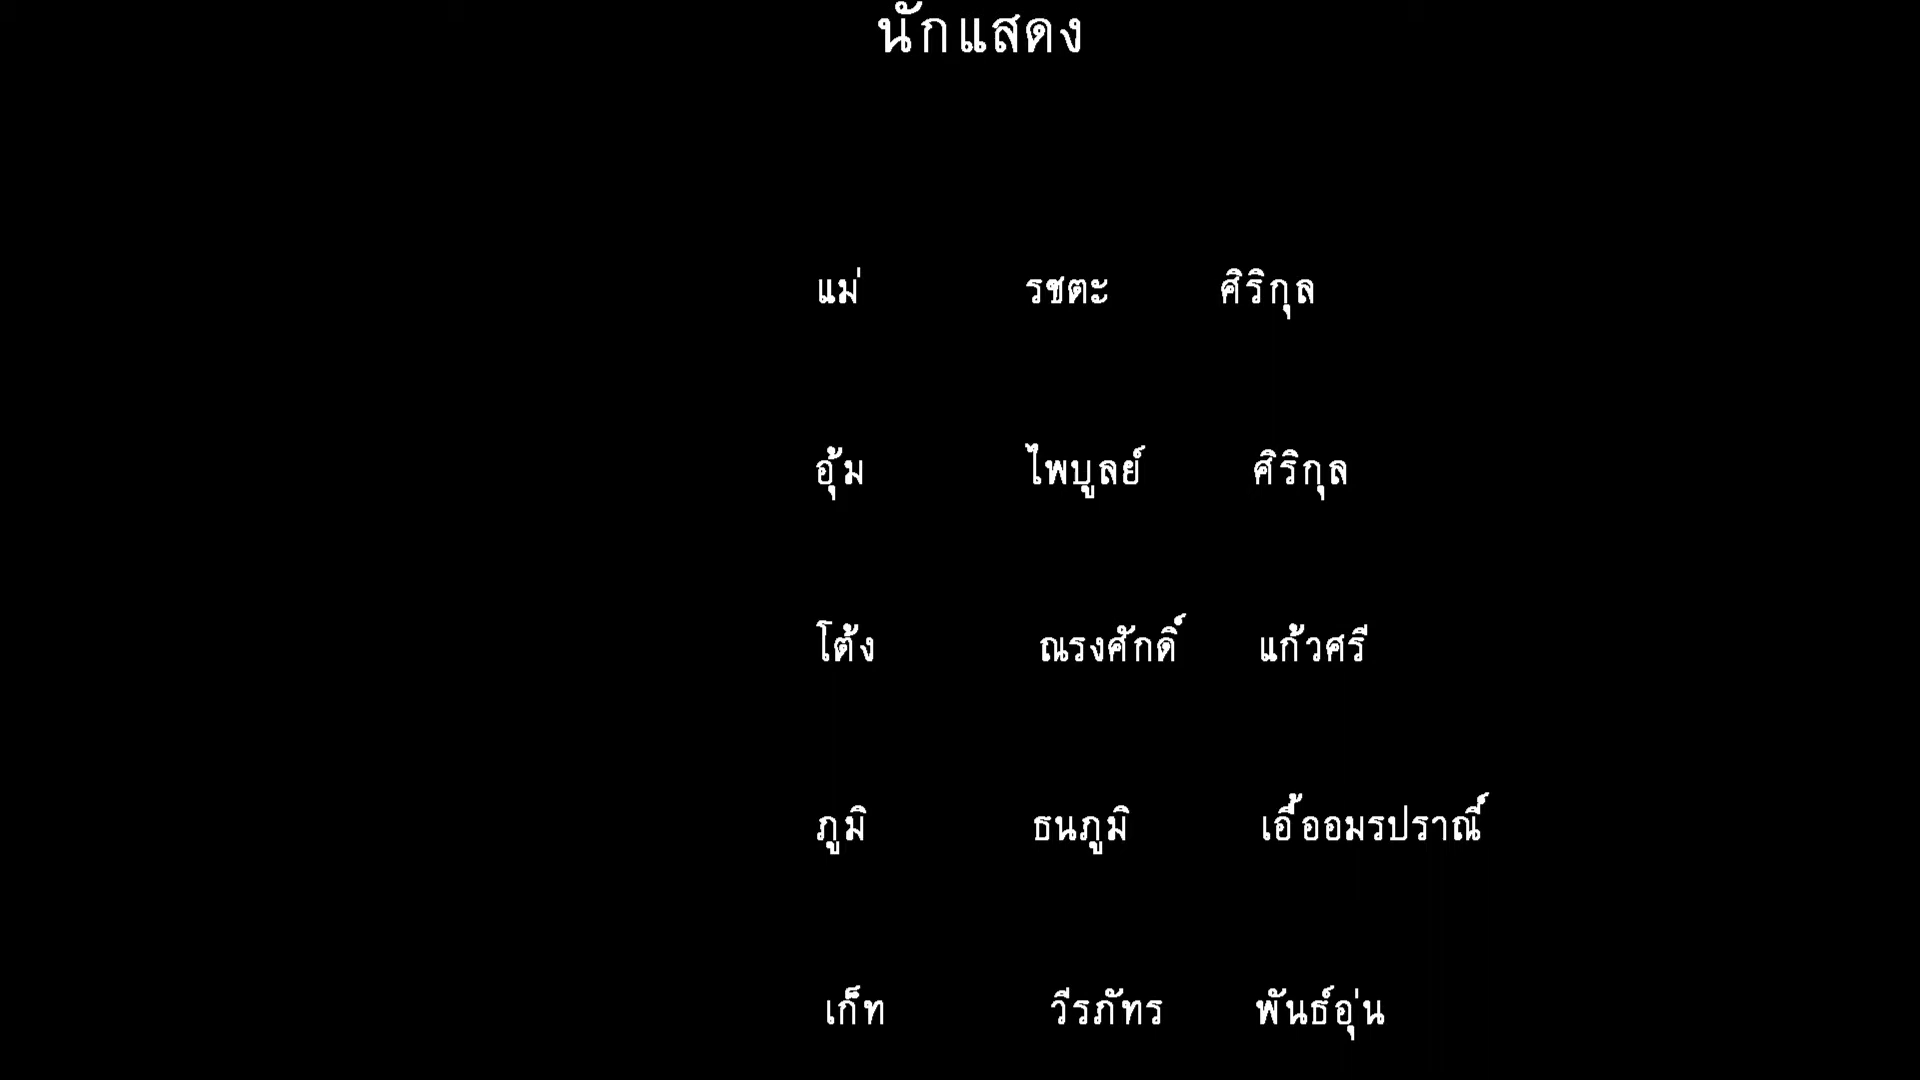 นักแสดง
แม่ รชตะ ศิริกุล
อุ้ม ไพบูลย์ ศิริกุล
โต้ง ณรงศักดิ์ แก้วศรี
ภูมิ ธนภูมิ เอี้ออมรปราณี์
เก็ท วีรภัทร พันธ์อุ่น